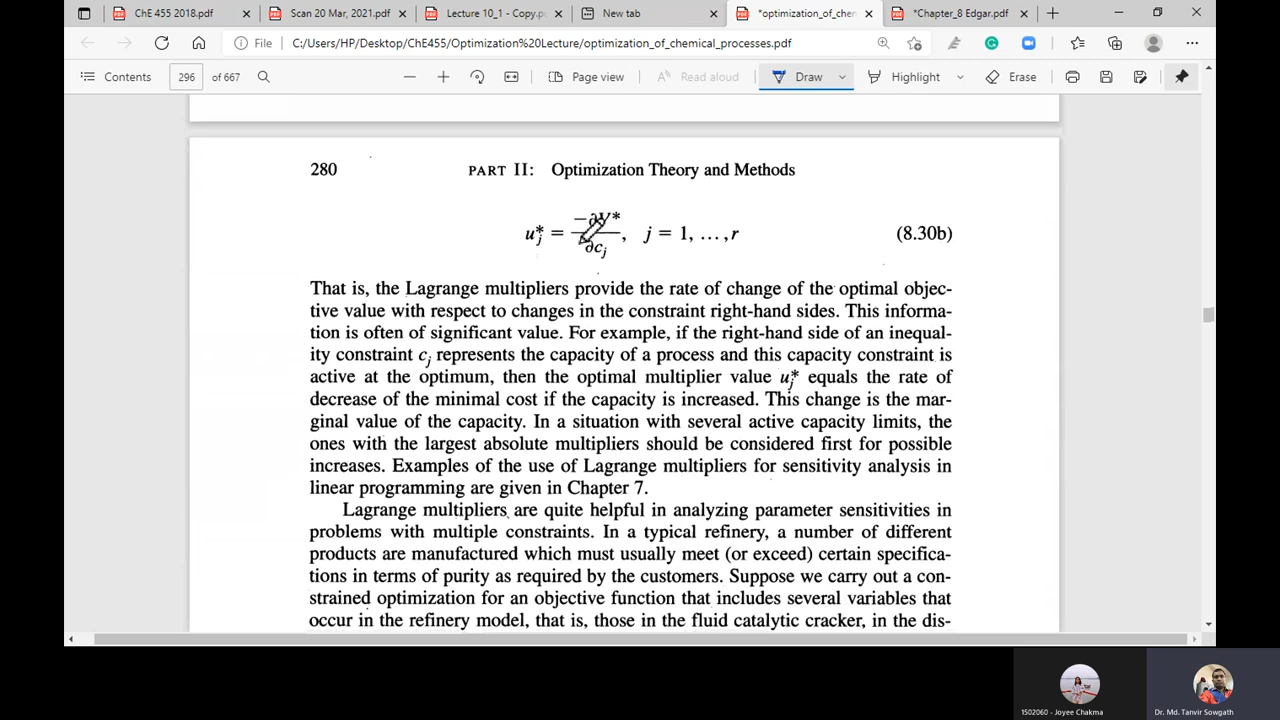 ChE 455 2018.pdf
Scan 20 Mar, 2021.pdf
Lecture 10_1 - Copy.p
New tab
*optimization_of_chem
*Chapter_8 Edgar.pdf
File C:/Users/HP/Desktop/ChE455/Optimization%20Lecture/optimization_of_chemical_processes.pdf
Contents 296 of 667 Page view Read aloud Draw Highlight Erase
280 PART II: Optimization Theory and Methods
u_j^* = -∂V*/∂c_j, j = 1, ...,r (8.30b)
That is, the Lagrange multipliers provide the rate of change of the optimal objec-
tive value with respect to changes in the constraint right-hand sides. This informa-
tion is often of significant value. For example, if the right-hand side of an inequal-
ity constraint c_j represents the capacity of a process and this capacity constraint is
active at the optimum, then the optimal multiplier value u_j^* equals the rate of
decrease of the minimal cost if the capacity is increased. This change is the mar-
ginal value of the capacity. In a situation with several active capacity limits, the
ones with the largest absolute multipliers should be considered first for possible
increases. Examples of the use of Lagrange multipliers for sensitivity analysis in
linear programming are given in Chapter 7.
Lagrange multipliers are quite helpful in analyzing parameter sensitivities in
problems with multiple constraints. In a typical refinery, a number of different
products are manufactured which must usually meet (or exceed) certain specifica-
tions in terms of purity as required by the customers. Suppose we carry out a con-
strained optimization for an objective function that includes several variables that
occur in the refinery model, that is, those in the fluid catalytic cracker, in the dis-
1502060 - Joyee Chakma
Dr. Md. Tanvir Sowgath